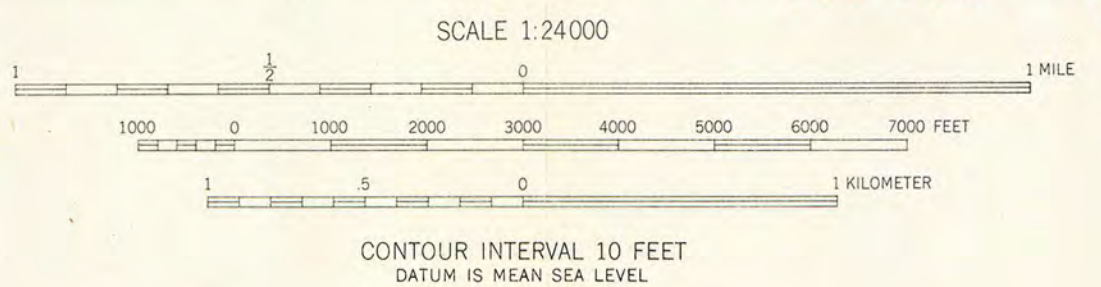 SCALE 1:24000
1 1/2 0 1 MILE
1000 0 1000 2000 3000 4000 5000 6000 7000 FEET
1 .5 0 1 KILOMETER
CONTOUR INTERVAL 10 FEET
DATUM IS MEAN SEA LEVEL